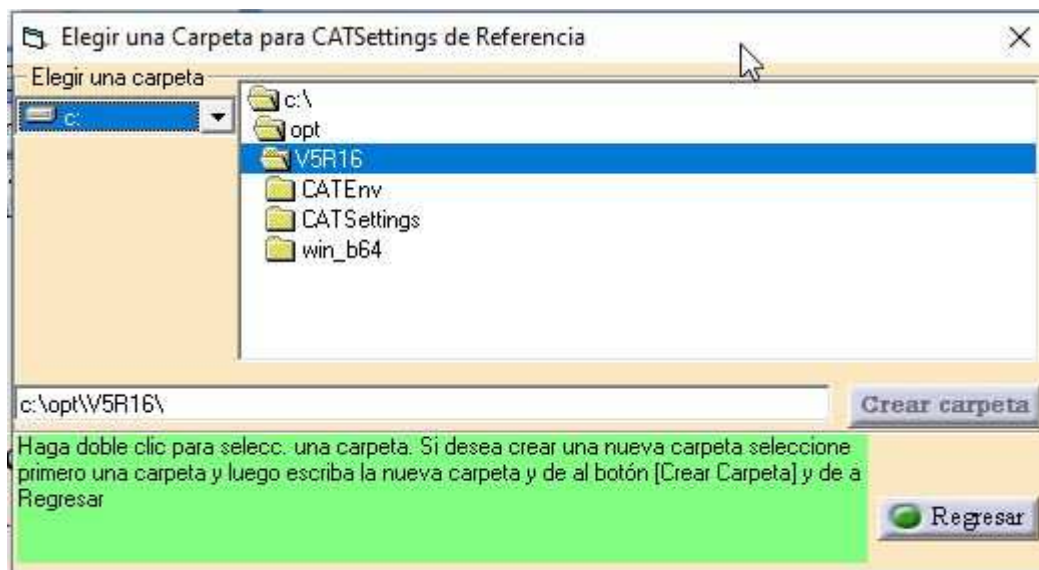 Elegir una Carpeta para CATSettings de Referencia
Elegir una carpeta
c:
c:\
opt
V5R16
CATEnv
CATSettings
win_b64
c:\opt\V5R16\
Crear carpeta
Haga doble clic para selecc. una carpeta. Si desea crear una nueva carpeta seleccione
primero una carpeta y luego escriba la nueva carpeta y de al botón [Crear Carpeta] y de a
Regresar
Regresar